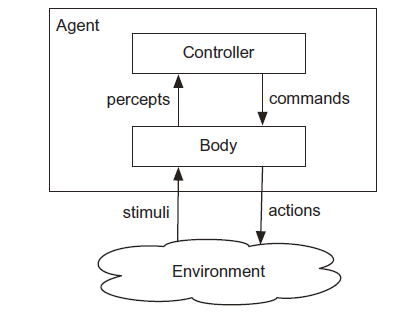 Agent
Controller
percepts
commands
Body
stimuli
actions
Environment